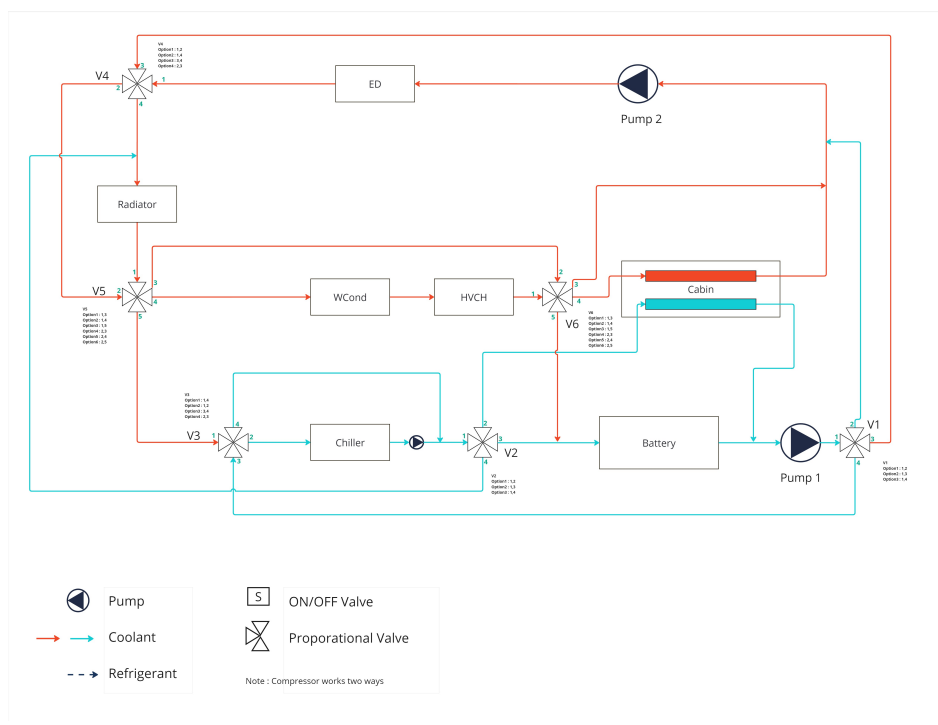 V4
Option1 : 1,2
Option2 : 1,4
Option3 : 3,4
Option4 : 2,3
3
V4
1
2
4
ED
Pump 2
Radiator
1
V5
2
3
4
5
V5
Option1 : 1,3
Option2 : 1,4
Option3 : 1,5
Option4 : 2,3
Option5 : 2,4
Option6 : 2,5
WCond
HVCH
2
1
3
4
5
V6
V6
Option1 : 1,3
Option2 : 1,4
Option3 : 1,5
Option4 : 2,3
Option5 : 2,4
Option6 : 2,5
Cabin
V3
Option1 : 1,4
Option2 : 1,2
Option3 : 3,4
Option4 : 2,3
4
V3
1
2
3
Chiller
2
1
3
V2
4
V2
Option1 : 1,2
Option2 : 1,3
Option3 : 1,4
Battery
Pump 1
2
V1
1
3
4
V1
Option1 : 1,2
Option2 : 1,3
Option3 : 1,4
Pump
Coolant
Refrigerant
S
ON/OFF Valve
Proporational Valve
Note : Compressor works two ways